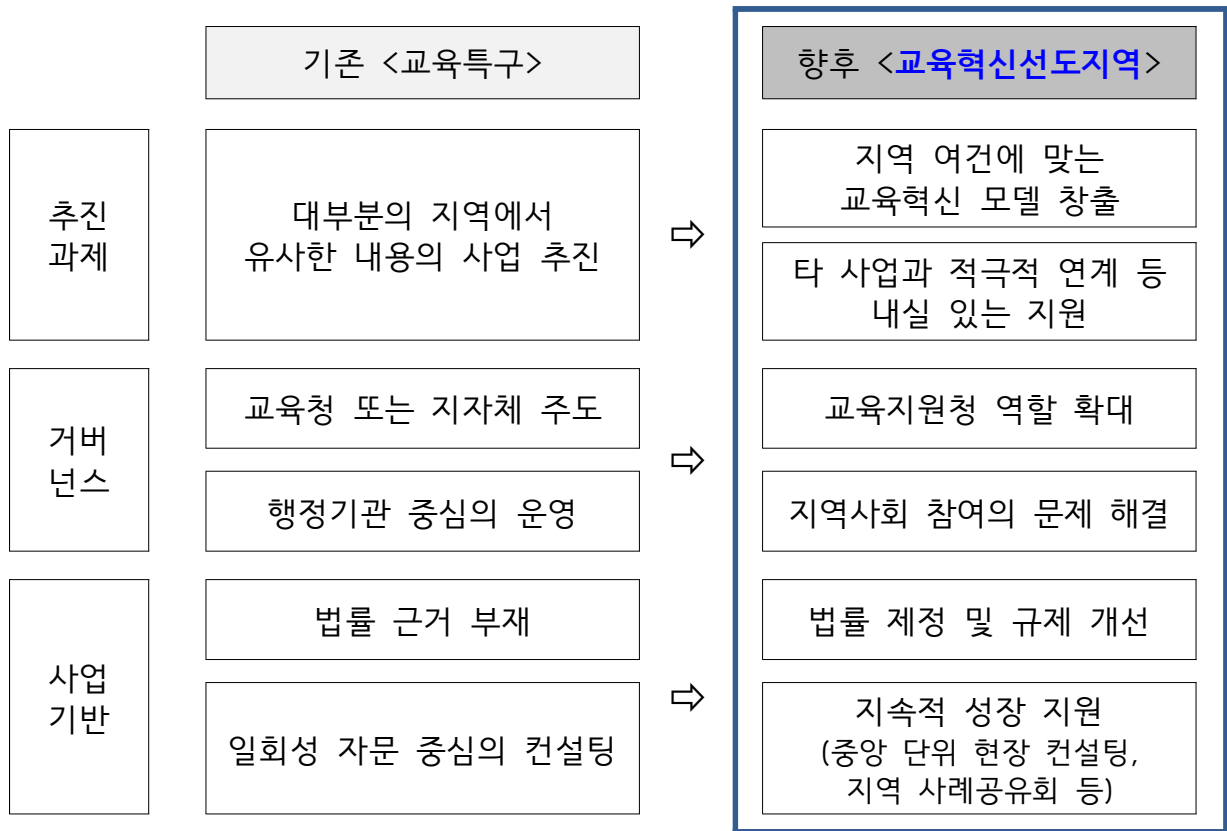 기존 <교육특구>
향후 <교육혁신선도지역>
추진
과제
대부분의 지역에서
유사한 내용의 사업 추진
⇨
지역 여건에 맞는
교육혁신 모델 창출
타 사업과 적극적 연계 등
내실 있는 지원
거버
넌스
교육청 또는 지자체 주도
행정기관 중심의 운영
⇨
교육지원청 역할 확대
지역사회 참여의 문제 해결
사업
기반
법률 근거 부재
일회성 자문 중심의 컨설팅
⇨
법률 제정 및 규제 개선
지속적 성장 지원
(중앙 단위 현장 컨설팅,
지역 사례공유회 등)